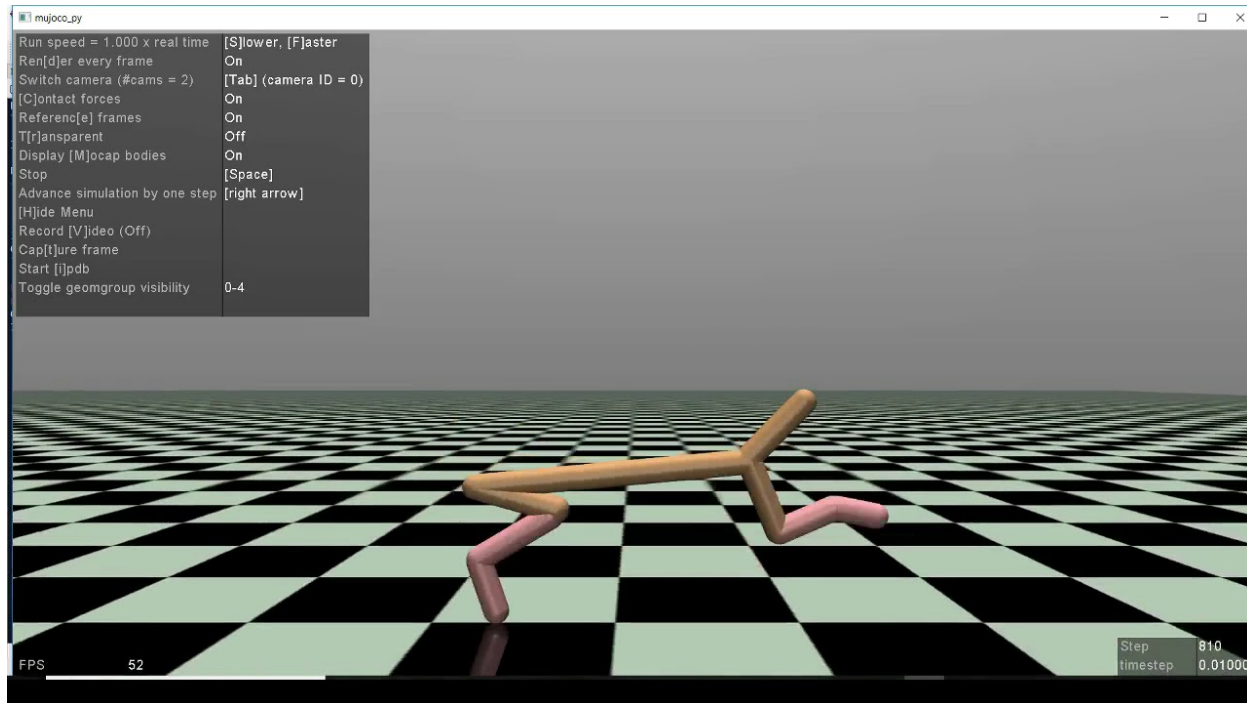 mujoco_py
Run speed = 1.000 x real time [S]lower, [F]aster
Ren[d]er every frame On
Switch camera (#cams = 2) [Tab] (camera ID = 0)
[C]ontact forces On
Referenc[e] frames On
T[r]ansparent Off
Display [M]ocap bodies On
Stop [Space]
Advance simulation by one step [right arrow]
[H]ide Menu
Record [V]ideo (Off)
Cap[t]ure frame
Start [i]pdb
Toggle geomgroup visibility 0-4
FPS 52
Step 810
timestep 0.01000